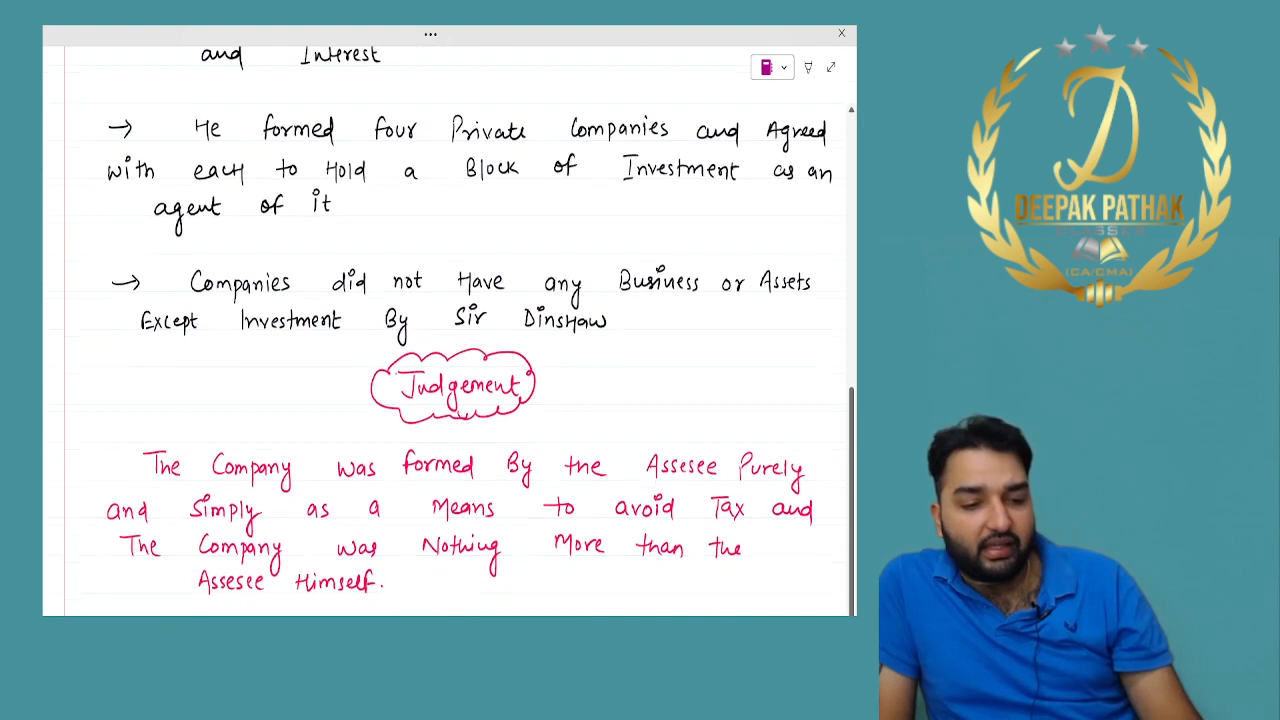 and Interest
→ He formed four Private Companies and Agreed
with each to Hold a Block of Investment as an
agent of it
→ Companies did not Have any Business or Assets
Except Investment By Sir Dinshaw
Judgement
The Company was formed By the Assesee Purely
and Simply as a Means to avoid Tax and
The Company was Nothing More than the
Assesee Himself.
D
DEEPAK PATHAK
CLASSES
(CA/CMA)